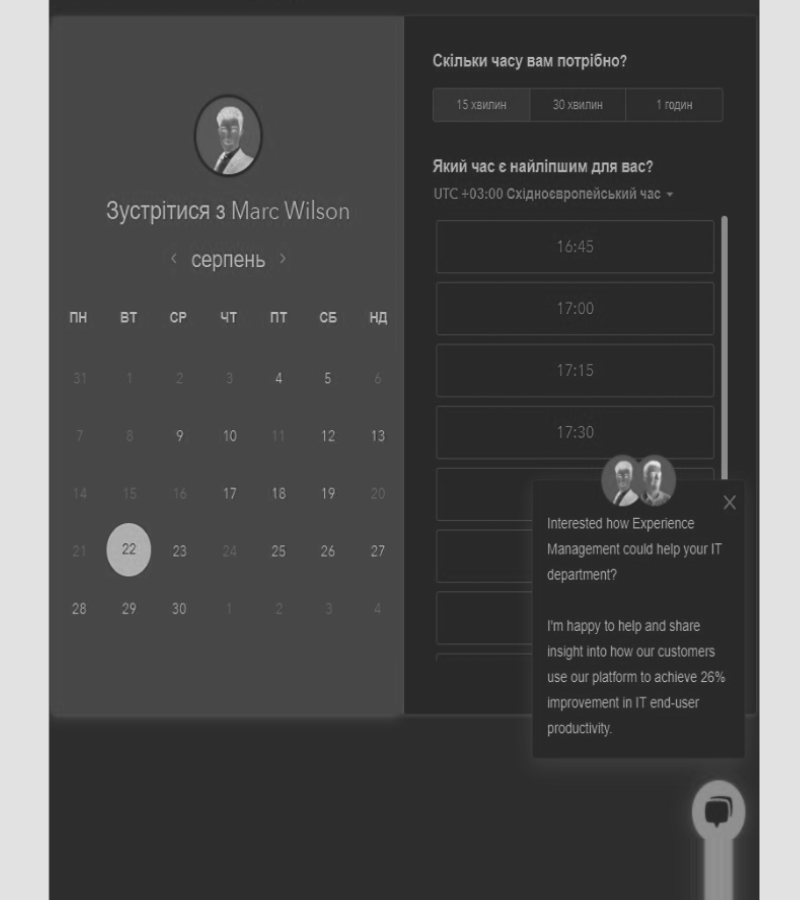 Зустрітися з Marc Wilson
серпень
ПН ВТ СР ЧТ ПТ СБ НД
31 1 2 3 4 5 6
7 8 9 10 11 12 13
14 15 16 17 18 19 20
21 22 23 24 25 26 27
28 29 30 1 2 3 4
Скільки часу вам потрібно?
15 хвилин 30 хвилин 1 годин
Який час є найліпшим для вас?
UTC +03:00 Східноєвропейський час
16:45
17:00
17:15
17:30
Interested how Experience
Management could help your IT
department?
I'm happy to help and share
insight into how our customers
use our platform to achieve 26%
improvement in IT end-user
productivity.